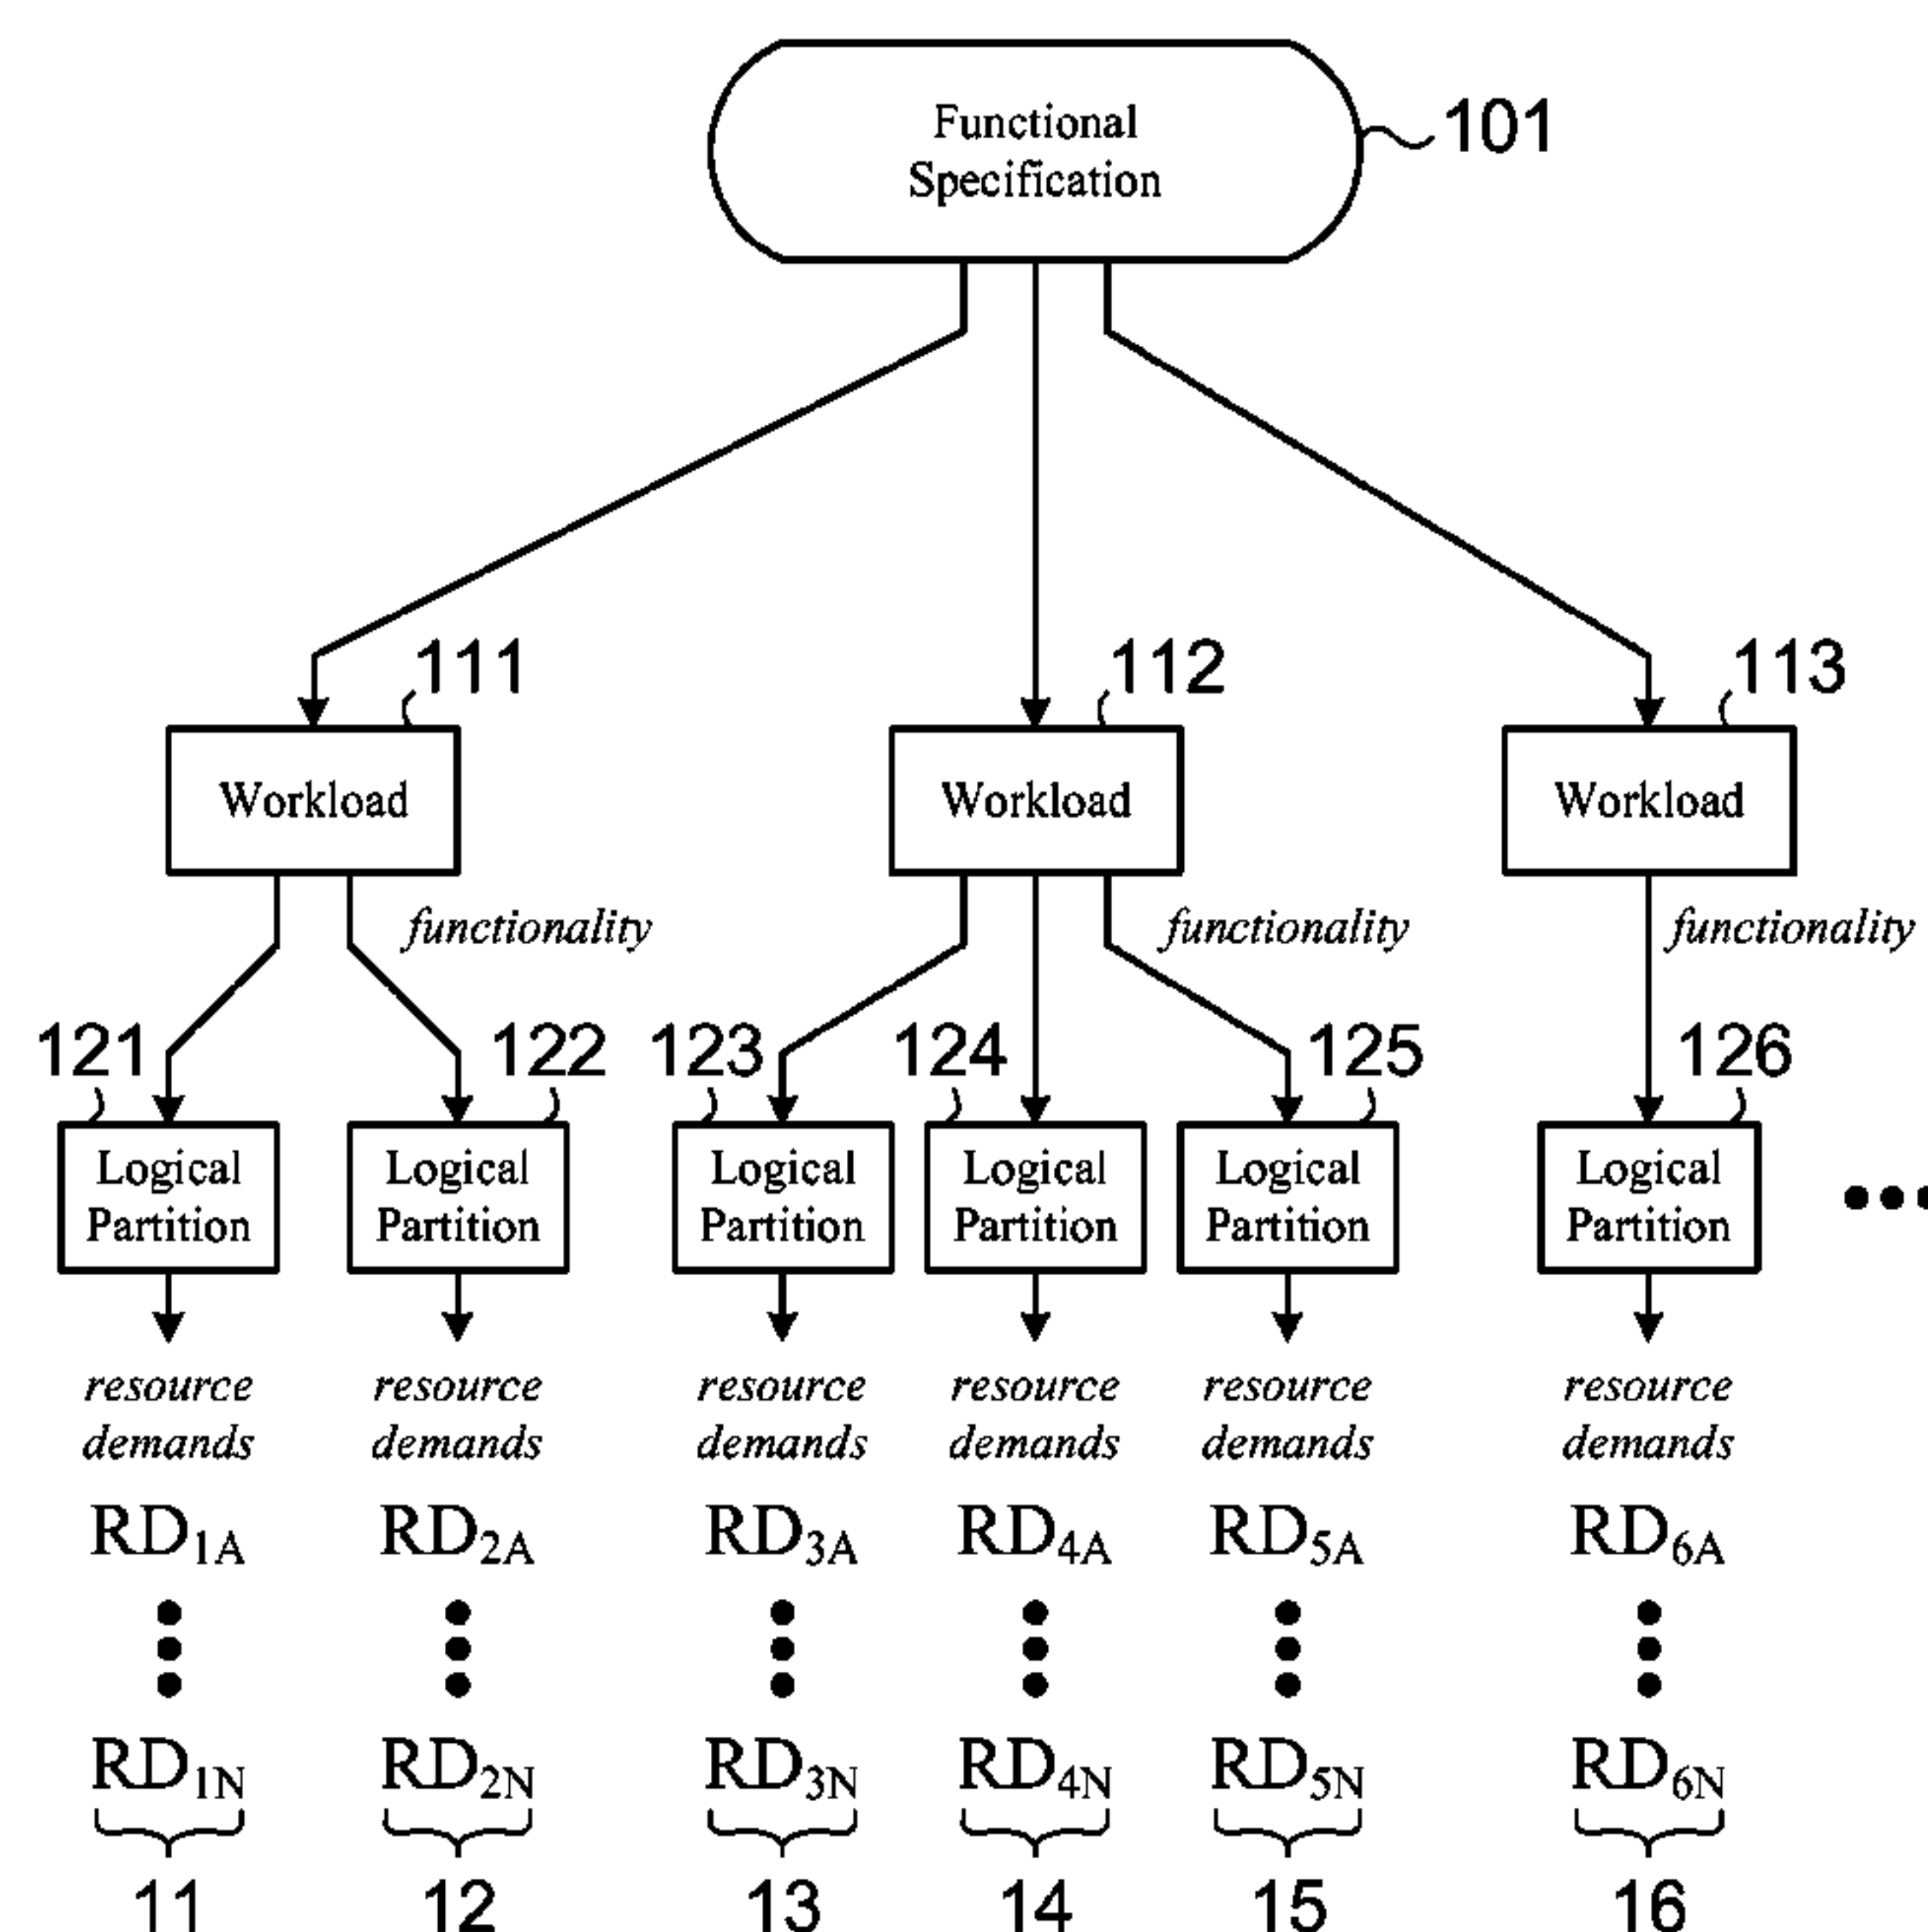 Functional
Specification
101
111
112
113
Workload
Workload
Workload
functionality
functionality
functionality
121
122
123
124
125
126
Logical
Partition
Logical
Partition
Logical
Partition
Logical
Partition
Logical
Partition
Logical
Partition
resource
demands
resource
demands
resource
demands
resource
demands
resource
demands
resource
demands
RD1A
RD2A
RD3A
RD4A
RD5A
RD6A
RD1N
RD2N
RD3N
RD4N
RD5N
RD6N
11
12
13
14
15
16